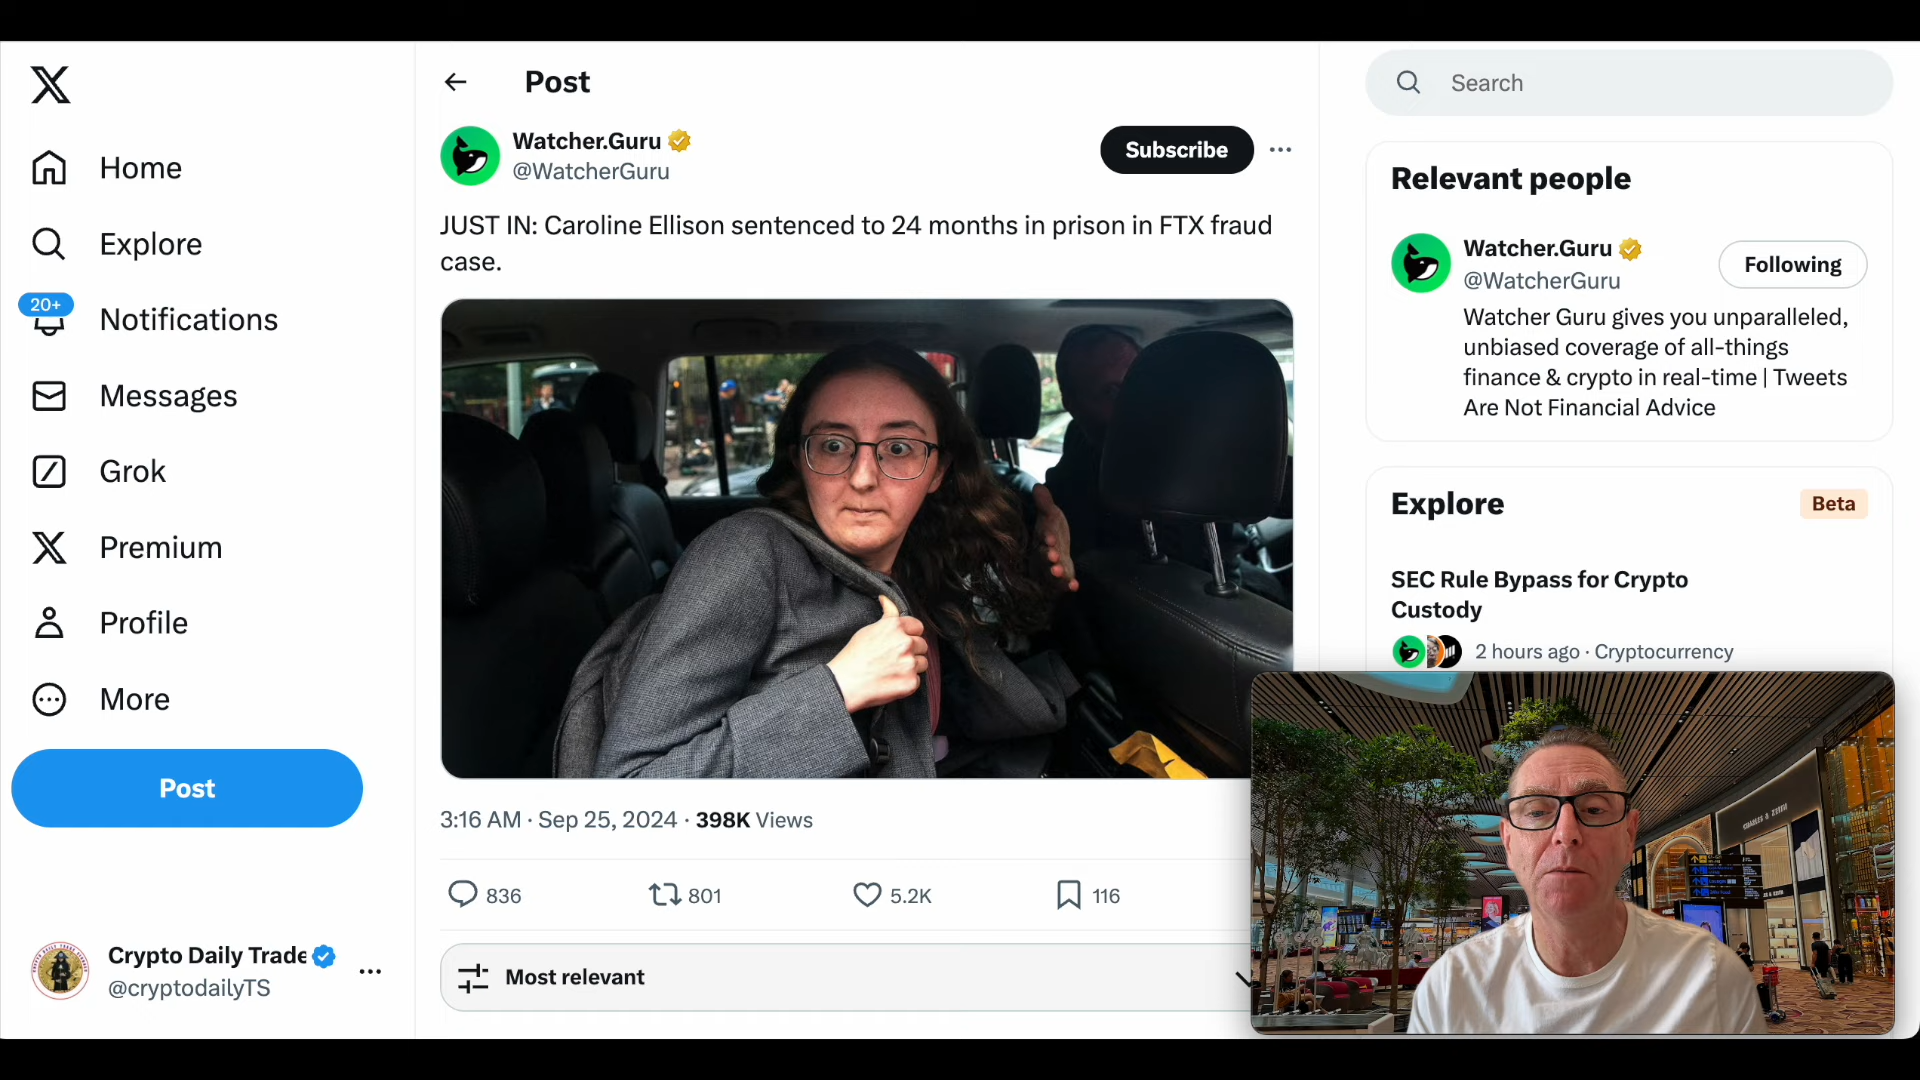 Home
Explore
20+
Notifications
Messages
Grok
Premium
Profile
More
Post
Crypto Daily Trade
@cryptodailyTS
Post
Watcher.Guru
@WatcherGuru
Subscribe
JUST IN: Caroline Ellison sentenced to 24 months in prison in FTX fraud
case.
3:16 AM · Sep 25, 2024 · 398K Views
836
801
5.2K
116
Most relevant
Search
Relevant people
Watcher.Guru
@WatcherGuru
Following
Watcher Guru gives you unparalleled,
unbiased coverage of all-things
finance & crypto in real-time | Tweets
Are Not Financial Advice
Explore
Beta
SEC Rule Bypass for Crypto
Custody
2 hours ago · Cryptocurrency
CHARLES & KEITH